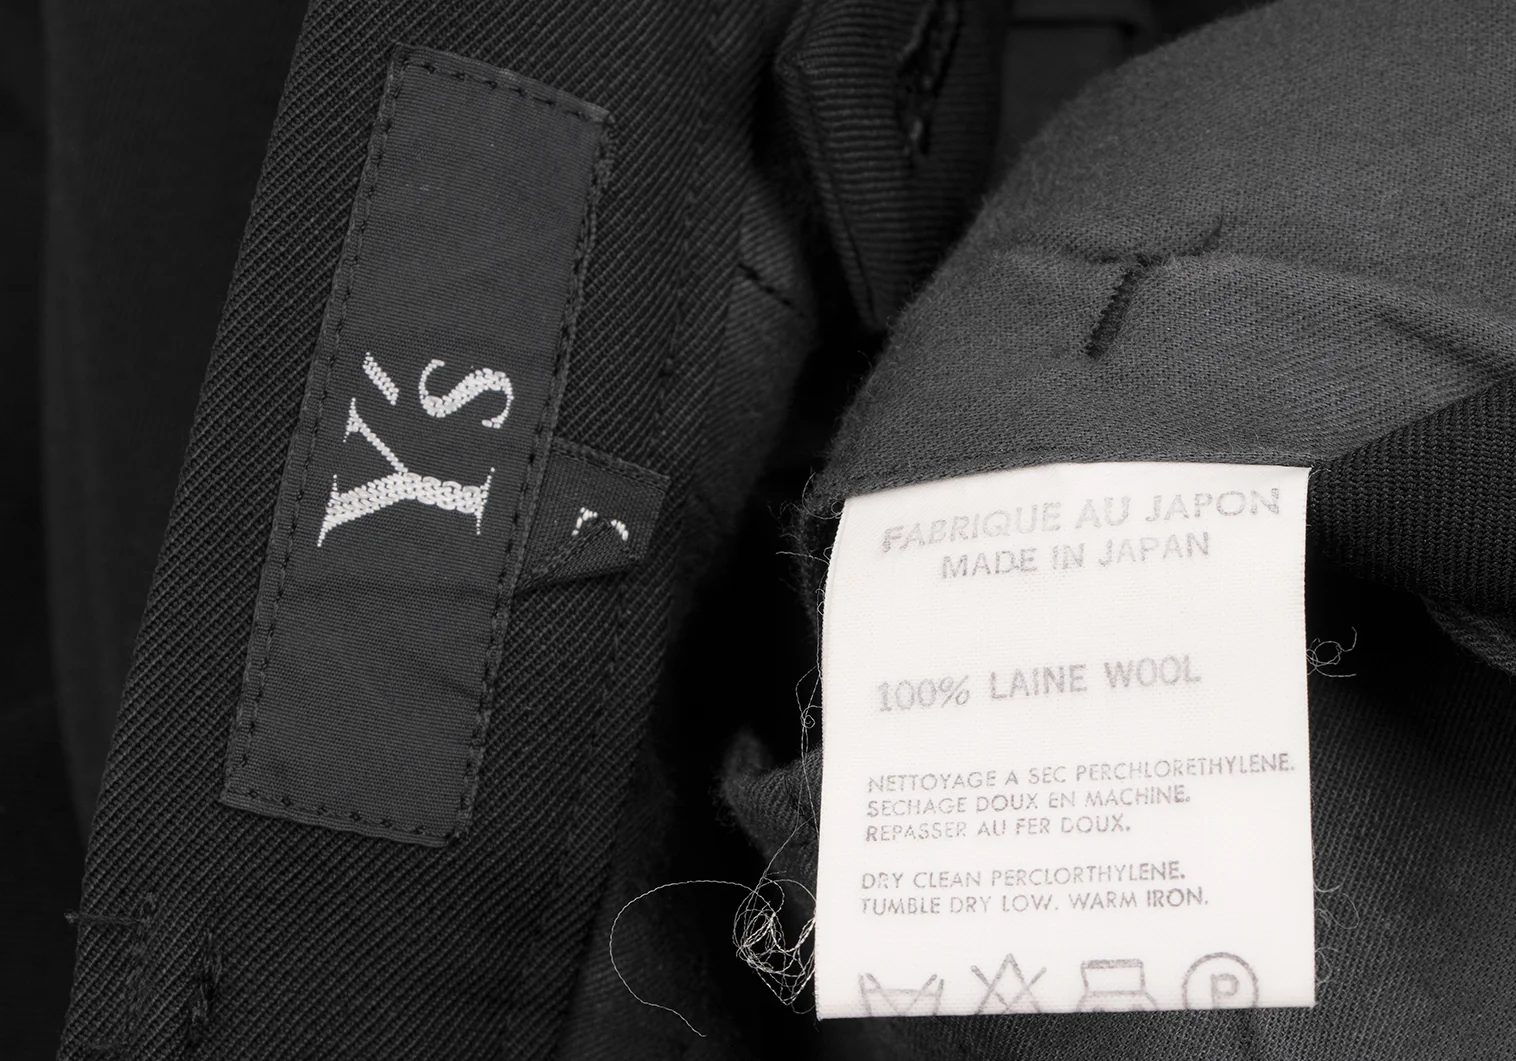 Y's
FABRIQUE AU JAPON
MADE IN JAPAN
100% LAINE WOOL
NETTOYAGE A SEC PERCHLORETHYLENE.
SECHAGE DOUX EN MACHINE.
REPASSER AU FER DOUX.
DRY CLEAN PERCLORTHYLENE.
TUMBLE DRY LOW. WARM IRON.
P